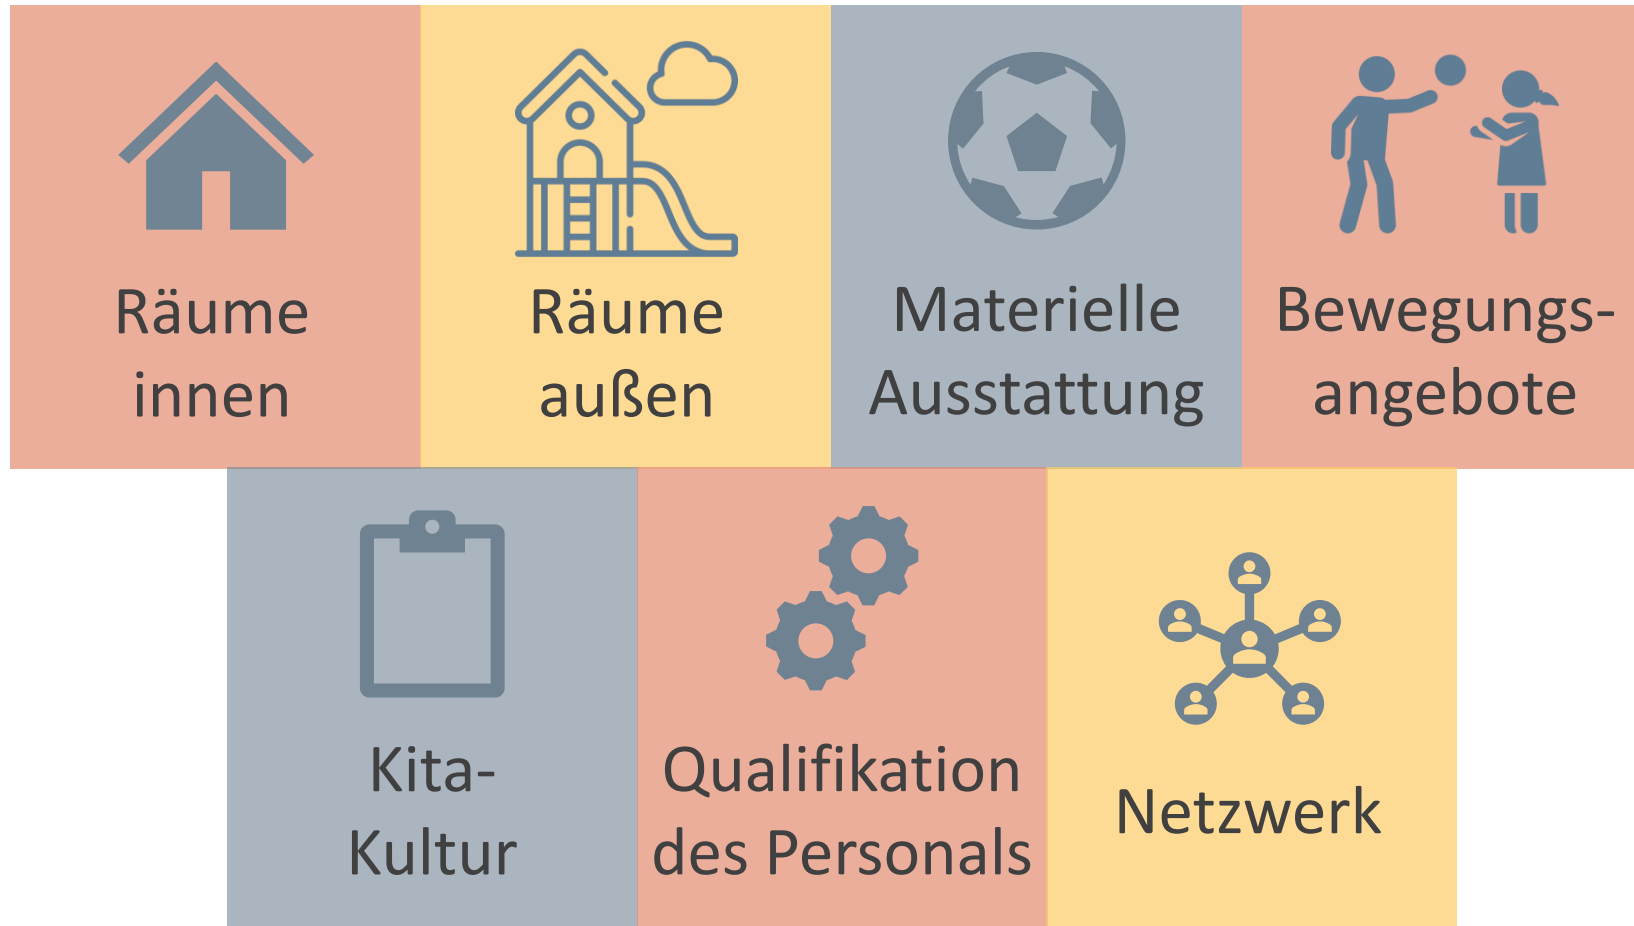 Räume
innen
Räume
außen
Materielle
Ausstattung
Bewegungs-
angebote
Kita-
Kultur
Qualifikation
des Personals
Netzwerk